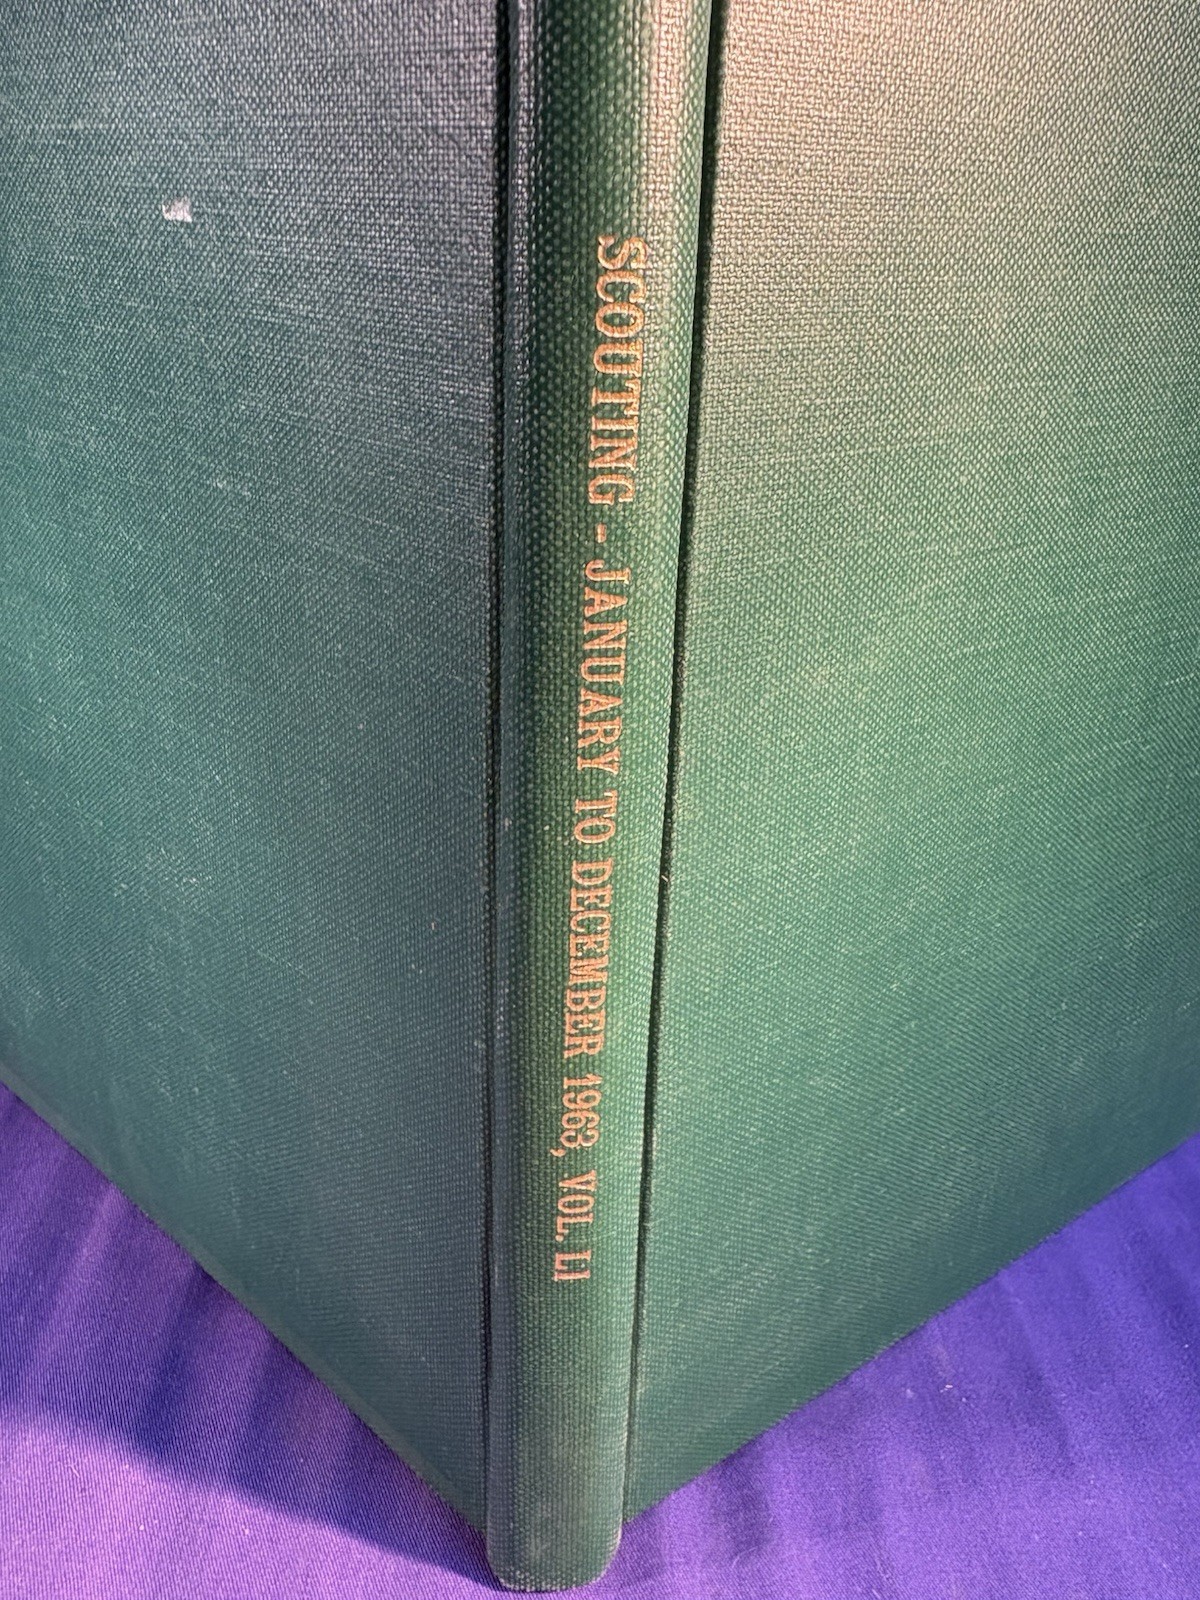 SCOUTING - JANUARY TO DECEMBER 1963, VOL. LI